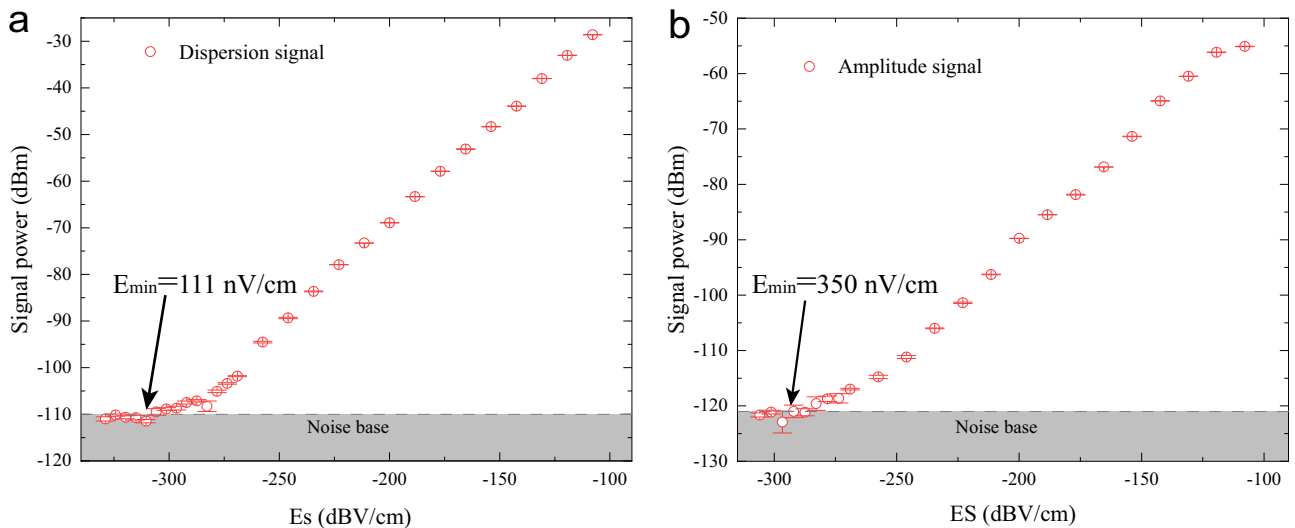 a
Dispersion signal
Emin=111 nV/cm
Noise base
Signal power (dBm)
-30
-40
-50
-60
-70
-80
-90
-100
-110
-120
-300
-250
-200
-150
-100
Es (dBV/cm)
b
Amplitude signal
Emin=350 nV/cm
Noise base
Signal power (dBm)
-50
-60
-70
-80
-90
-100
-110
-120
-130
-300
-250
-200
-150
-100
ES (dBV/cm)